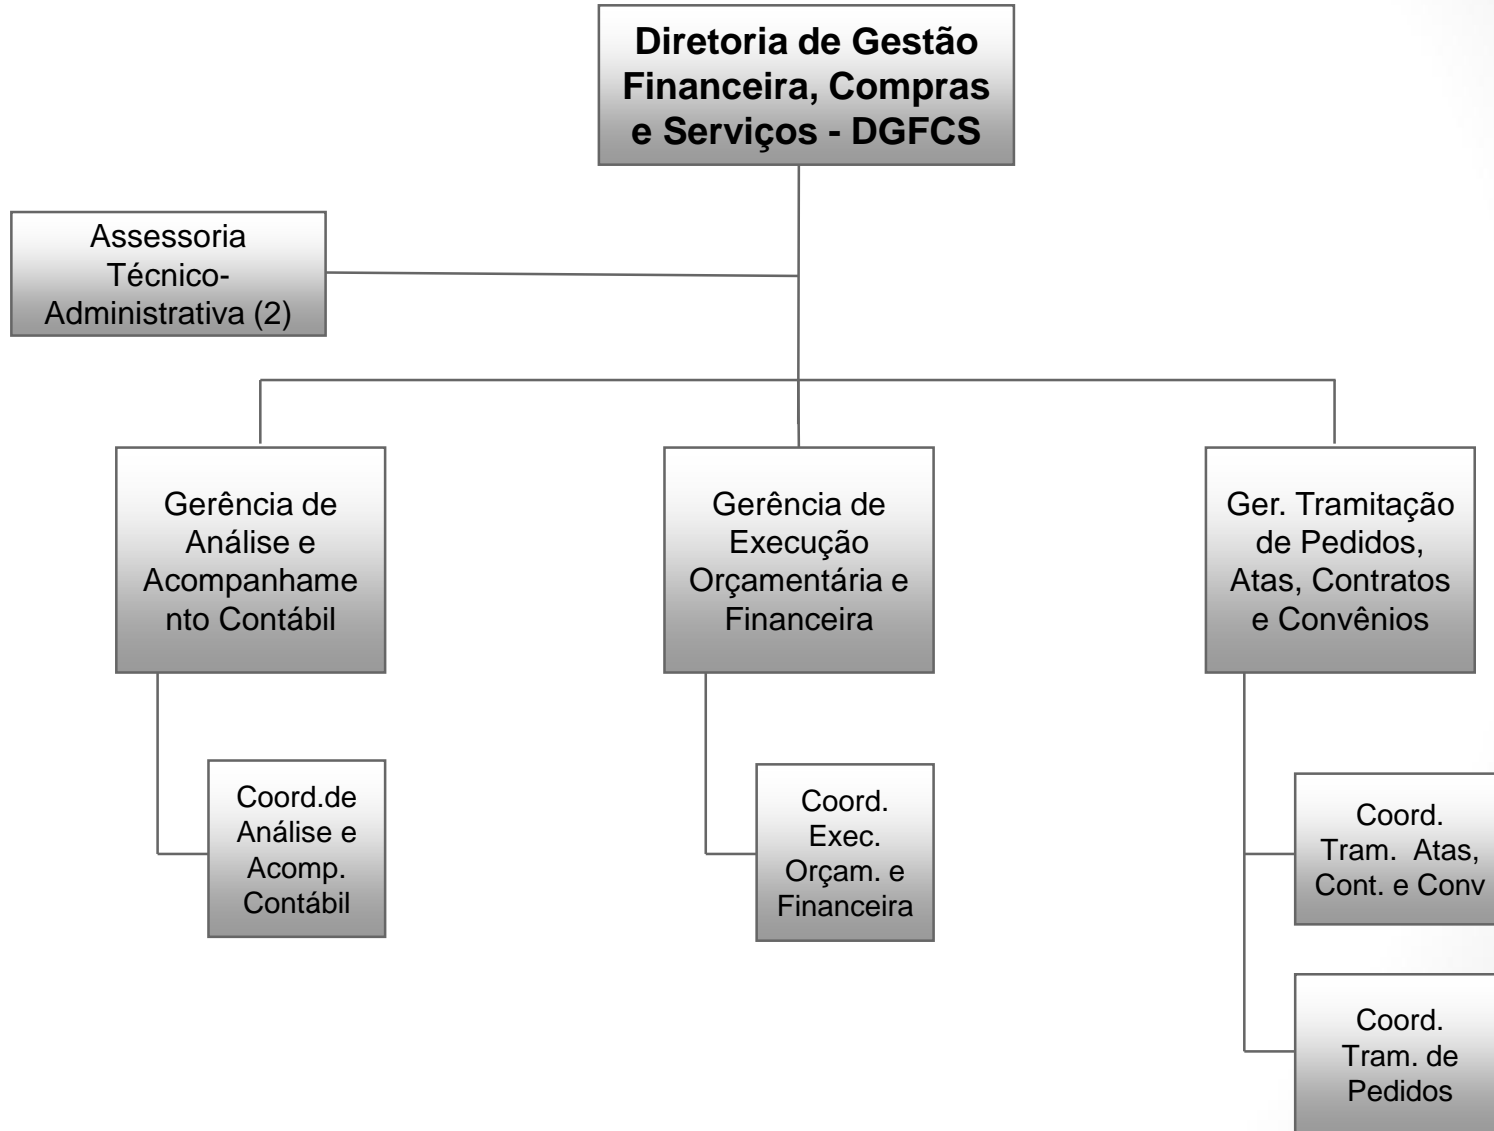 Diretoria de Gestão
Financeira, Compras
e Serviços - DGFCS
Assessoria
Técnico-
Administrativa (2)
Gerência de
Análise e
Acompanhame
nto Contábil
Gerência de
Execução
Orçamentária e
Financeira
Ger. Tramitação
de Pedidos,
Atas, Contratos
e Convênios
Coord.de
Análise e
Acomp.
Contábil
Coord.
Exec.
Orçam. e
Financeira
Coord.
Tram. Atas,
Cont. e Conv
Coord.
Tram. de
Pedidos